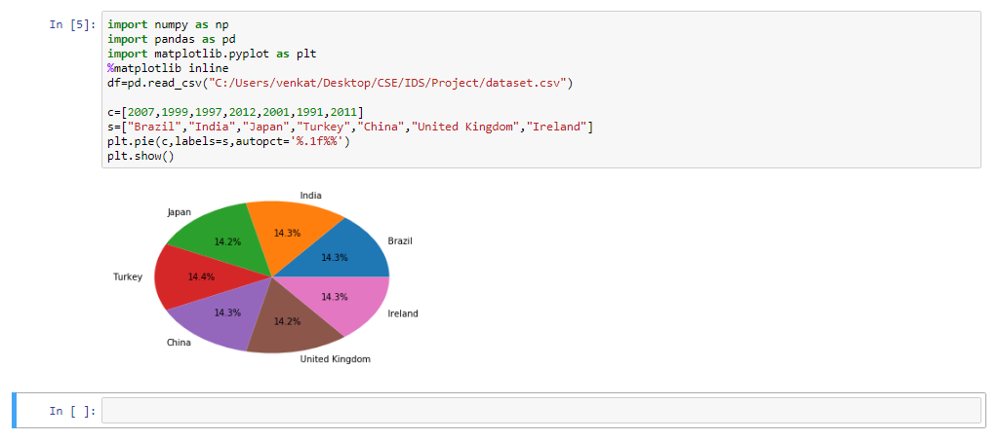 In [5]: import numpy as np
import pandas as pd
import matplotlib.pyplot as plt
%matplotlib inline
df=pd.read_csv("C:/Users/venkat/Desktop/CSE/IDS/Project/dataset.csv")
c=[2007,1999,1997,2012,2001,1991,2011]
s=["Brazil","India","Japan","Turkey","China","United Kingdom","Ireland"]
plt.pie(c,labels=s,autopct='%.1f%%')
plt.show()
India
Japan
14.3%
14.2%
Brazil
14.3%
Turkey
14.4%
14.3%
14.3%
14.2%
Ireland
China
United Kingdom
In [ ]: